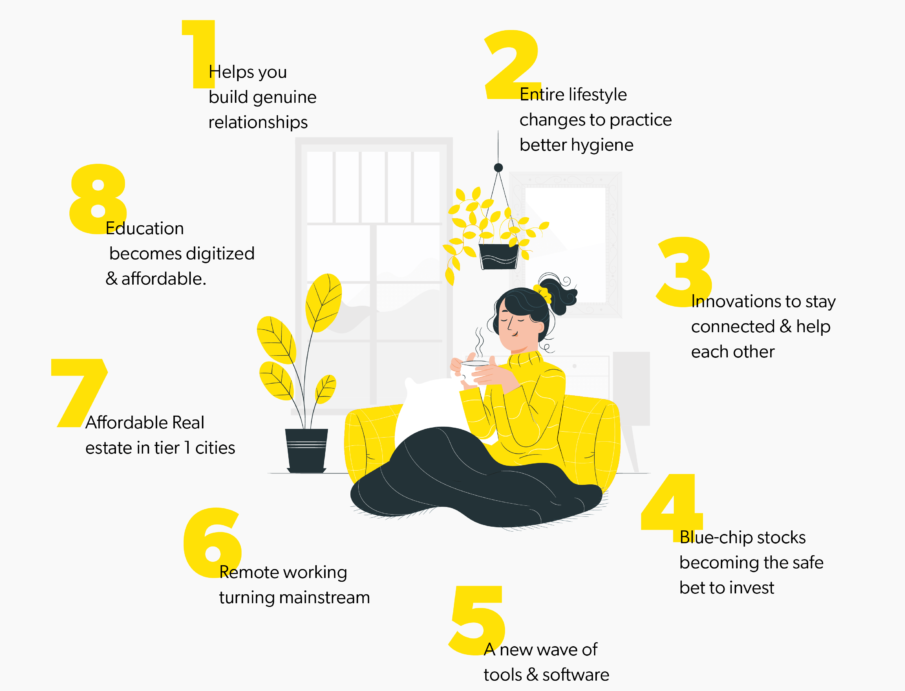 1
Helps you
build genuine
relationships
2
Entire lifestyle
changes to practice
better hygiene
3
Innovations to stay
connected & help
each other
4
Blue-chip stocks
becoming the safe
bet to invest
5
A new wave of
tools & software
6
Remote working
turning mainstream
7
Affordable Real
estate in tier 1 cities
8
Education
becomes digitized
& affordable.